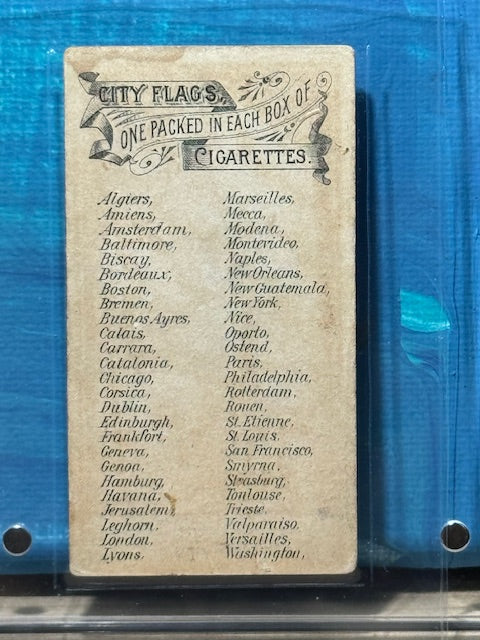 CITY FLAGS,
ONE PACKED IN EACH BOX OF
CIGARETTES.
Algiers,
Amiens,
Amsterdam,
Baltimore,
Biscay,
Bordeaux,
Boston,
Bremen,
Buenos Ayres,
Calais,
Carrara,
Catalonia,
Chicago,
Corsica,
Dublin,
Edinburgh,
Frankfort,
Geneva,
Genoa,
Hamburg,
Havana,
Jerusalem,
Leghorn,
London,
Lyons,
Marseilles,
Mecca,
Modena,
Montevideo,
Naples,
New Orleans,
New Guatemala,
New York,
Nice,
Oporto,
Ostend,
Paris,
Philadelphia,
Rotterdam,
Rouen,
St. Etienne,
St. Louis,
San Francisco,
Smyrna,
Strasburg,
Toulouse,
Trieste,
Valparaiso,
Versailles,
Washington,